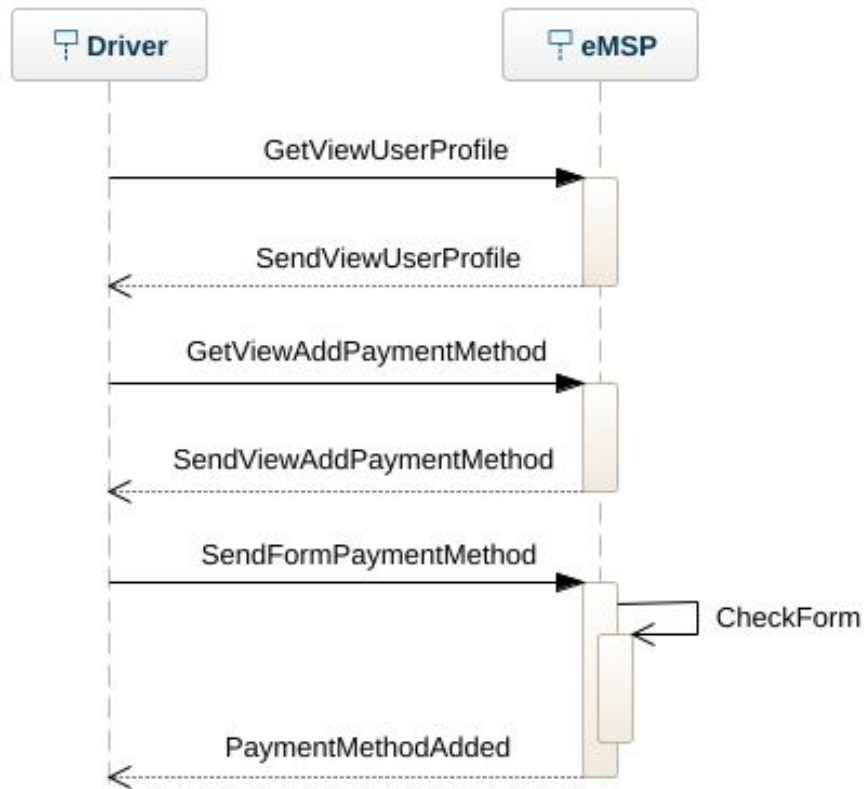 Driver
eMSP
GetViewUserProfile
SendViewUserProfile
GetViewAddPaymentMethod
SendViewAddPaymentMethod
SendFormPaymentMethod
CheckForm
PaymentMethodAdded